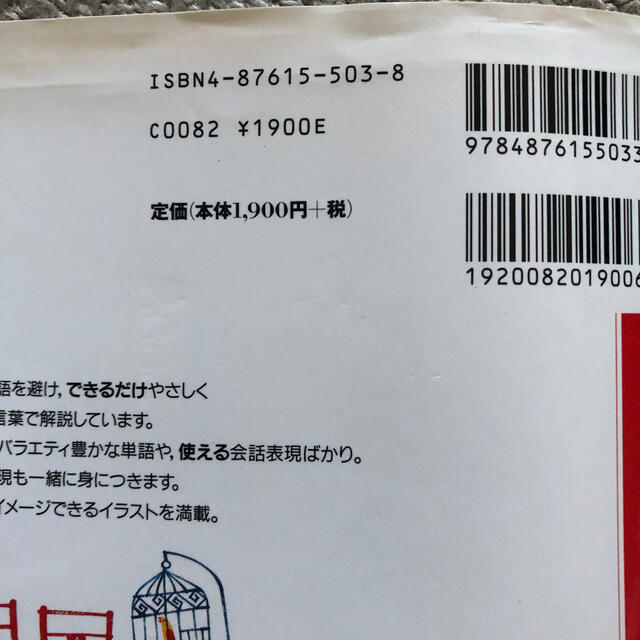 ISBN4-87615-503-8
C0082 ¥1900E
定価(本体1,900円+税)
978487615503
192008201900
語を避け,できるだけやさしく
言葉で解説しています。
バラエティ豊かな単語や,使える会話表現ばかり。
現も一緒に身につきます。
イメージできるイラストを満載。